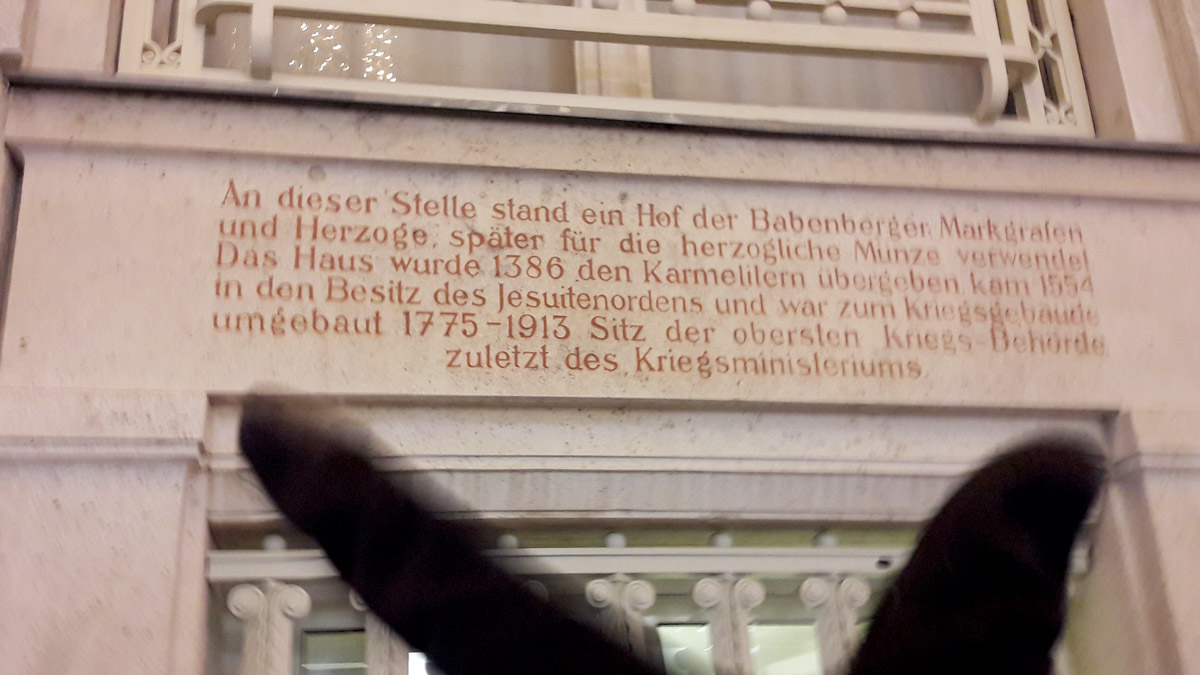 An dieser Stelle stand ein Hof der Babenberger, Markgrafen
und Herzoge, später für die herzogliche Münze verwendet
Das Haus wurde 1386 den Karmelitern übergeben, kam 1554
in den Besitz des Jesuitenordens und war zum Kriegsgebäude
umgebaut 1775-1913 Sitz der obersten Kriegs-Behörde
zuletzt des Kriegsministeriums.